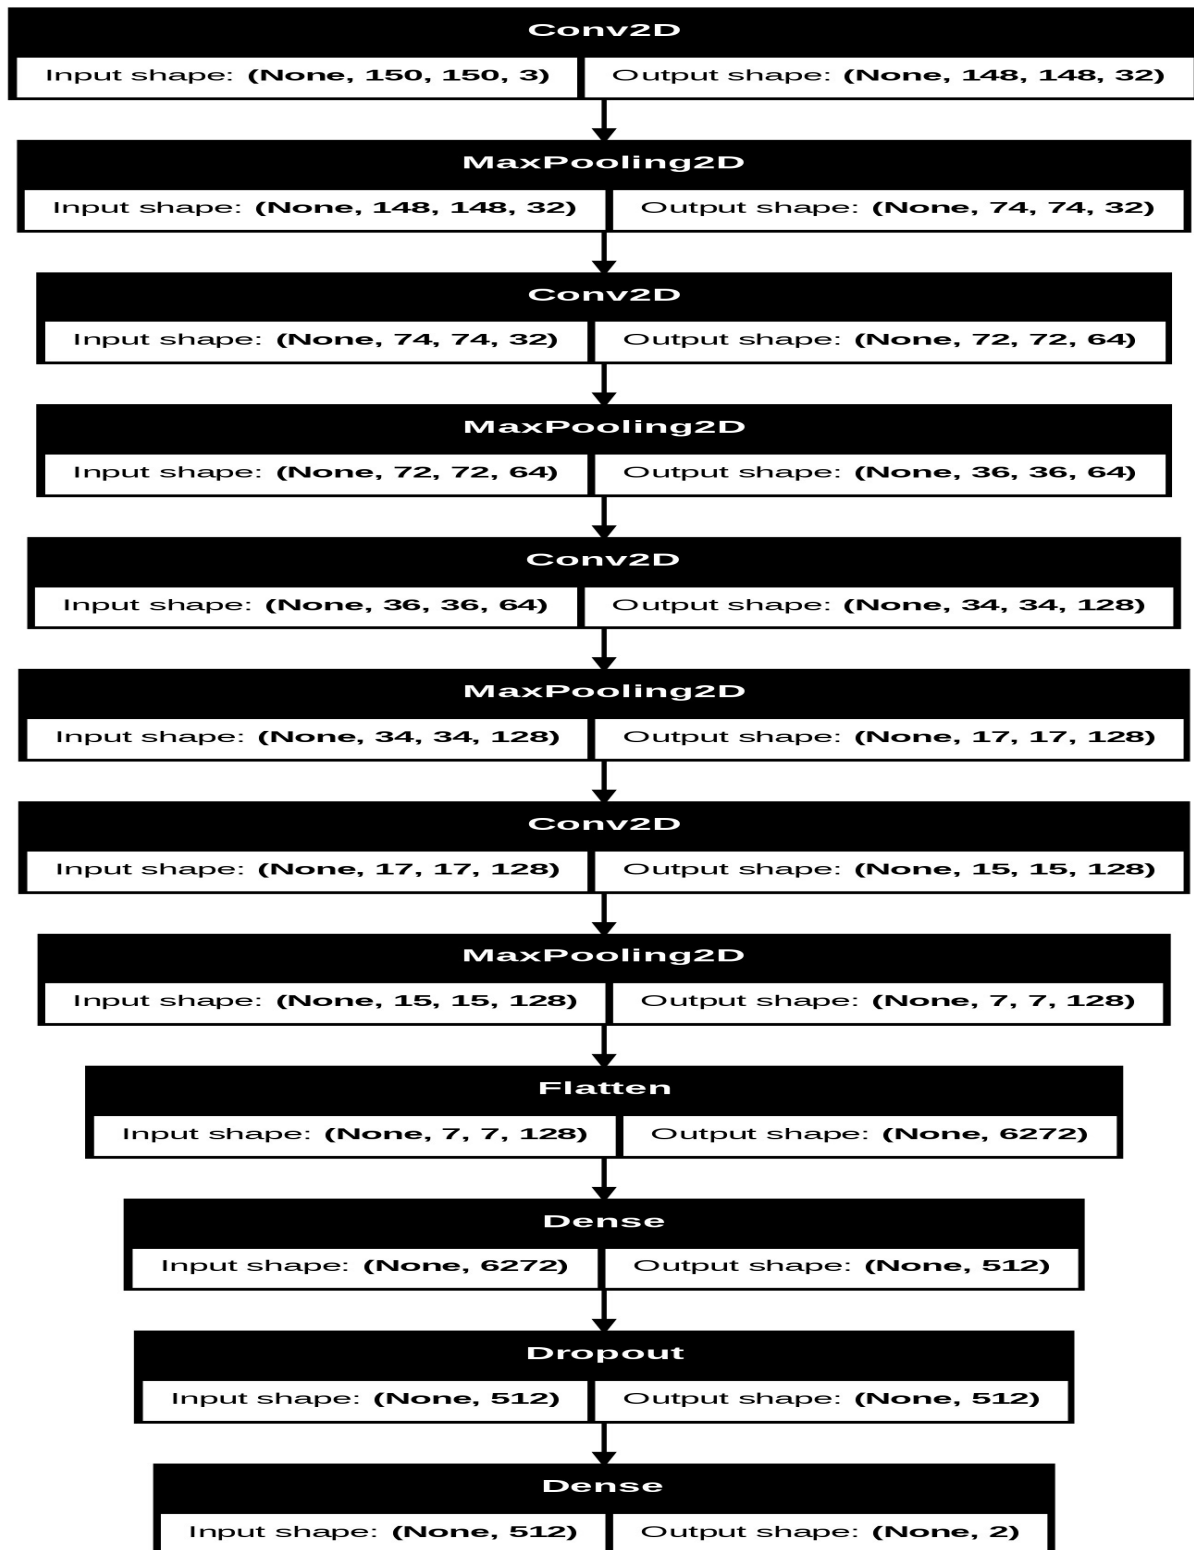 Conv2D
Input shape: (None, 150, 150, 3) Output shape: (None, 148, 148, 32)
MaxPooling2D
Input shape: (None, 148, 148, 32) Output shape: (None, 74, 74, 32)
Conv2D
Input shape: (None, 74, 74, 32) Output shape: (None, 72, 72, 64)
MaxPooling2D
Input shape: (None, 72, 72, 64) Output shape: (None, 36, 36, 64)
Conv2D
Input shape: (None, 36, 36, 64) Output shape: (None, 34, 34, 128)
MaxPooling2D
Input shape: (None, 34, 34, 128) Output shape: (None, 17, 17, 128)
Conv2D
Input shape: (None, 17, 17, 128) Output shape: (None, 15, 15, 128)
MaxPooling2D
Input shape: (None, 15, 15, 128) Output shape: (None, 7, 7, 128)
Flatten
Input shape: (None, 7, 7, 128) Output shape: (None, 6272)
Dense
Input shape: (None, 6272) Output shape: (None, 512)
Dropout
Input shape: (None, 512) Output shape: (None, 512)
Dense
Input shape: (None, 512) Output shape: (None, 2)